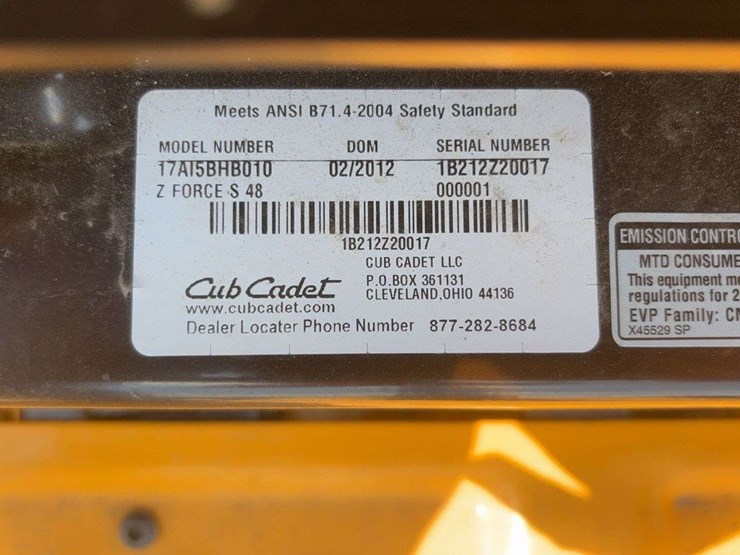 Meets ANSI B71.4-2004 Safety Standard
MODEL NUMBER DOM SERIAL NUMBER
17AI5BHB010 02/2012 1B212Z20017
Z FORCE S 48 000001
1B212Z20017
CUB CADET LLC
P.O.BOX 361131
CLEVELAND,OHIO 44136
Cub Cadet
www.cubcadet.com
Dealer Locater Phone Number 877-282-8684
EMISSION CONTRO
MTD CONSUME
This equipment me
regulations for 2
EVP Family: CM
X45529 SP